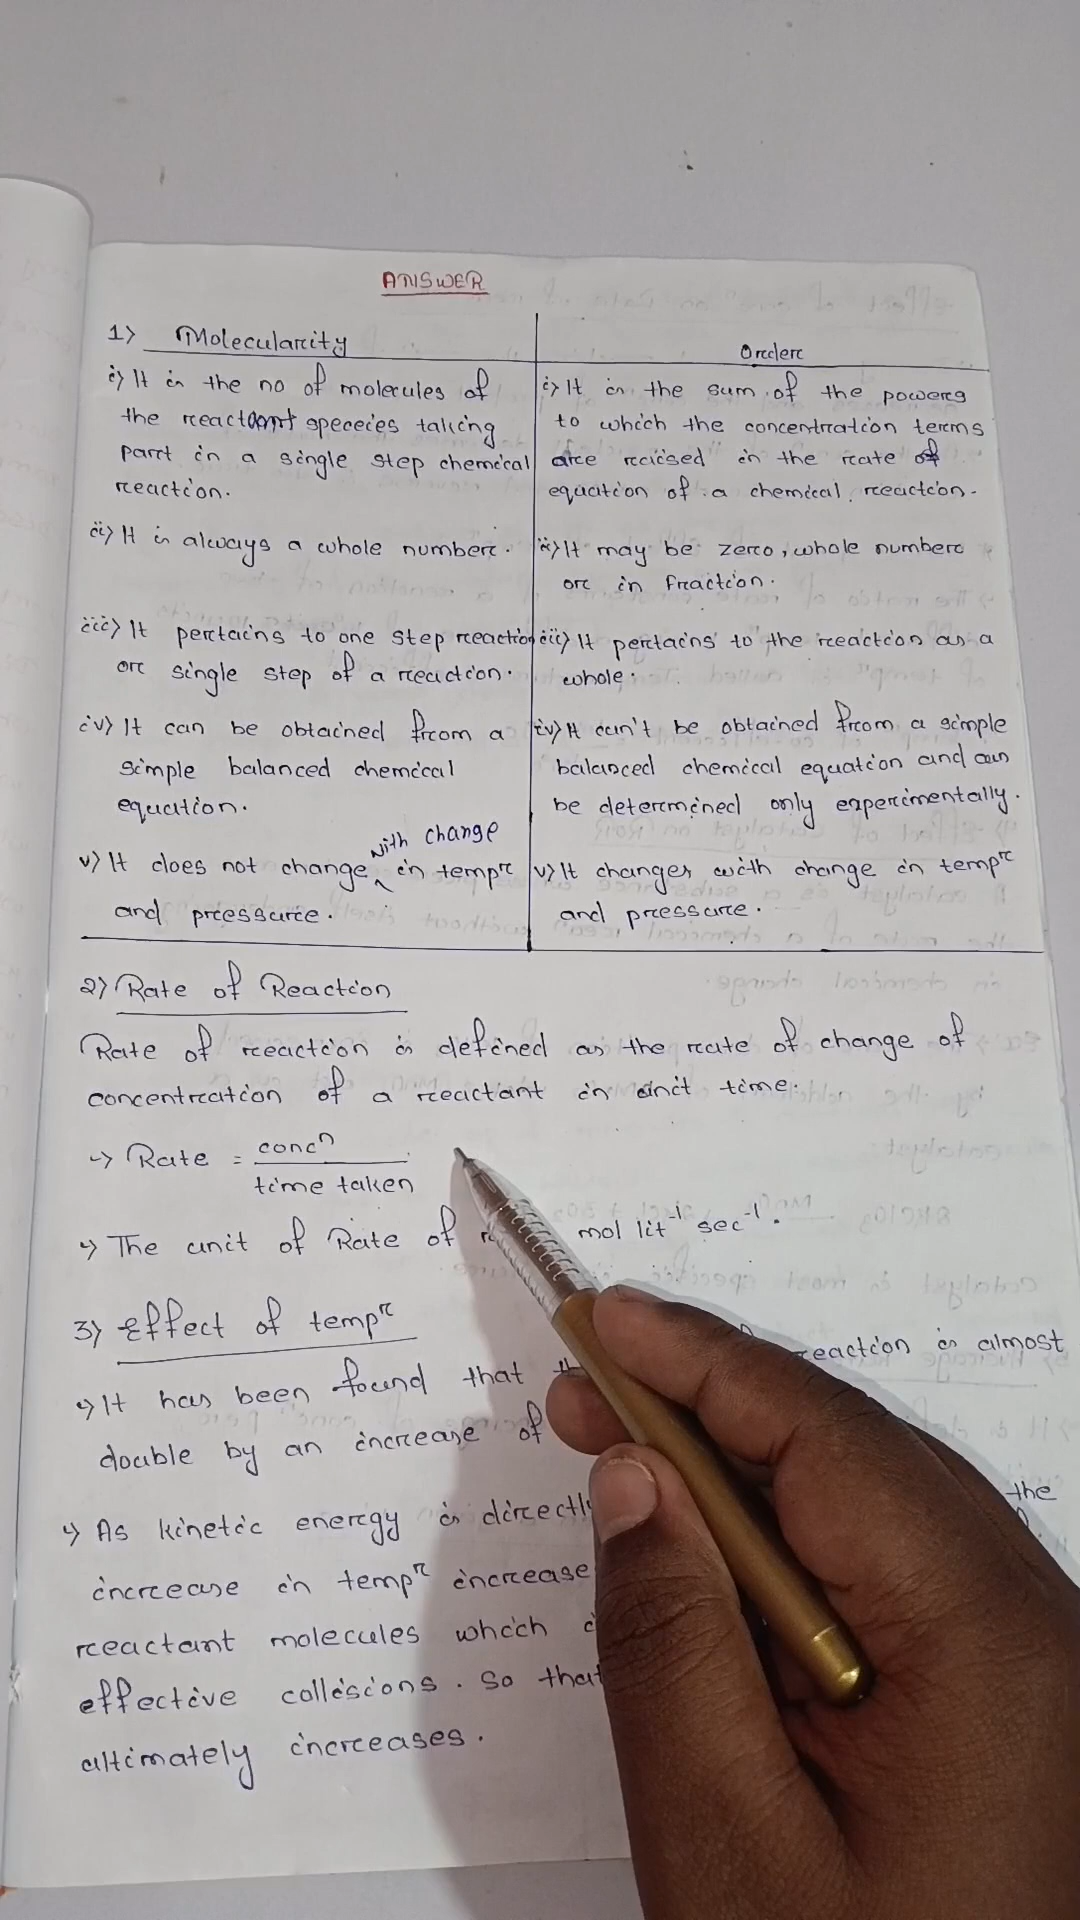 ANSWER
1) Molecularity
Order
i) It is the no of molecules of
the reactant speceies taking
part in a single step chemical
reaction.
i) It is the sum of the powers
to which the concentration terms
are reised in the rate of
equation of a chemical reaction.
ii) It is always a whole number.
ii) It may be zero, whole number
or in fraction.
iii) It pertains to one step reaction
or single step of a reaction.
iii) It pertains to the reaction as a
whole.
iv) It can be obtained from a
simple balanced chemical
equation.
iv) It can't be obtained from a simple
balanced chemical equation and can
be determined only experimentally.
with change
v) It does not change in tempr
and pressure.
v) It changes with change in tempr
and pressure.
2) Rate of Reaction
Rate of reaction is defined as the rate of change of
concentration of a reactant in unit time.
→ Rate = concn / time taken
→ The unit of Rate of mol lit⁻¹ sec⁻¹.
3) Effect of tempr
→ It has been found that reaction is almost
double by an increase of
→ As kinetic energy is directly the
increase in tempr increase
reactant molecules which
effective collisions. So that
ultimately increases.